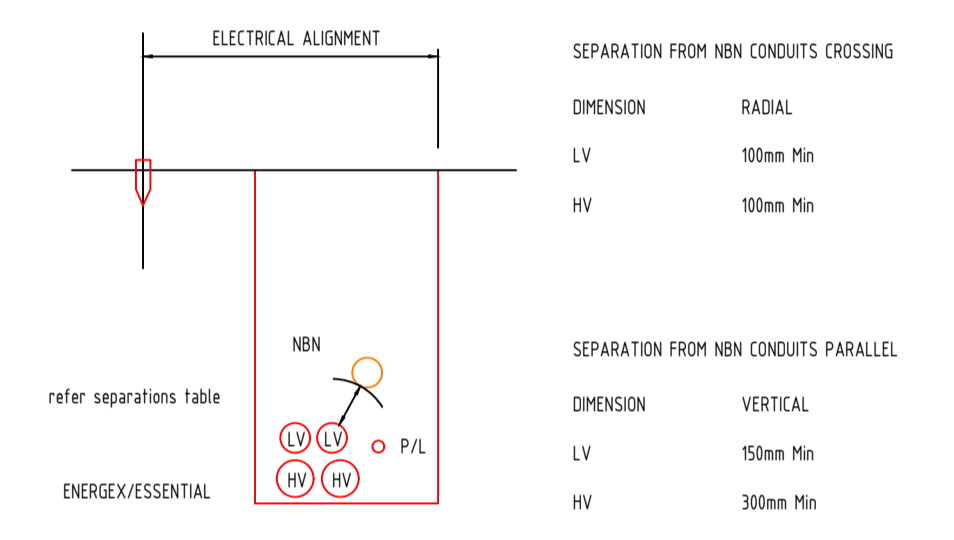 ELECTRICAL ALIGNMENT
NBN
refer separations table
LV LV P/L
HV HV
ENERGEX/ESSENTIAL
SEPARATION FROM NBN CONDUITS CROSSING
DIMENSION RADIAL
LV 100mm Min
HV 100mm Min
SEPARATION FROM NBN CONDUITS PARALLEL
DIMENSION VERTICAL
LV 150mm Min
HV 300mm Min